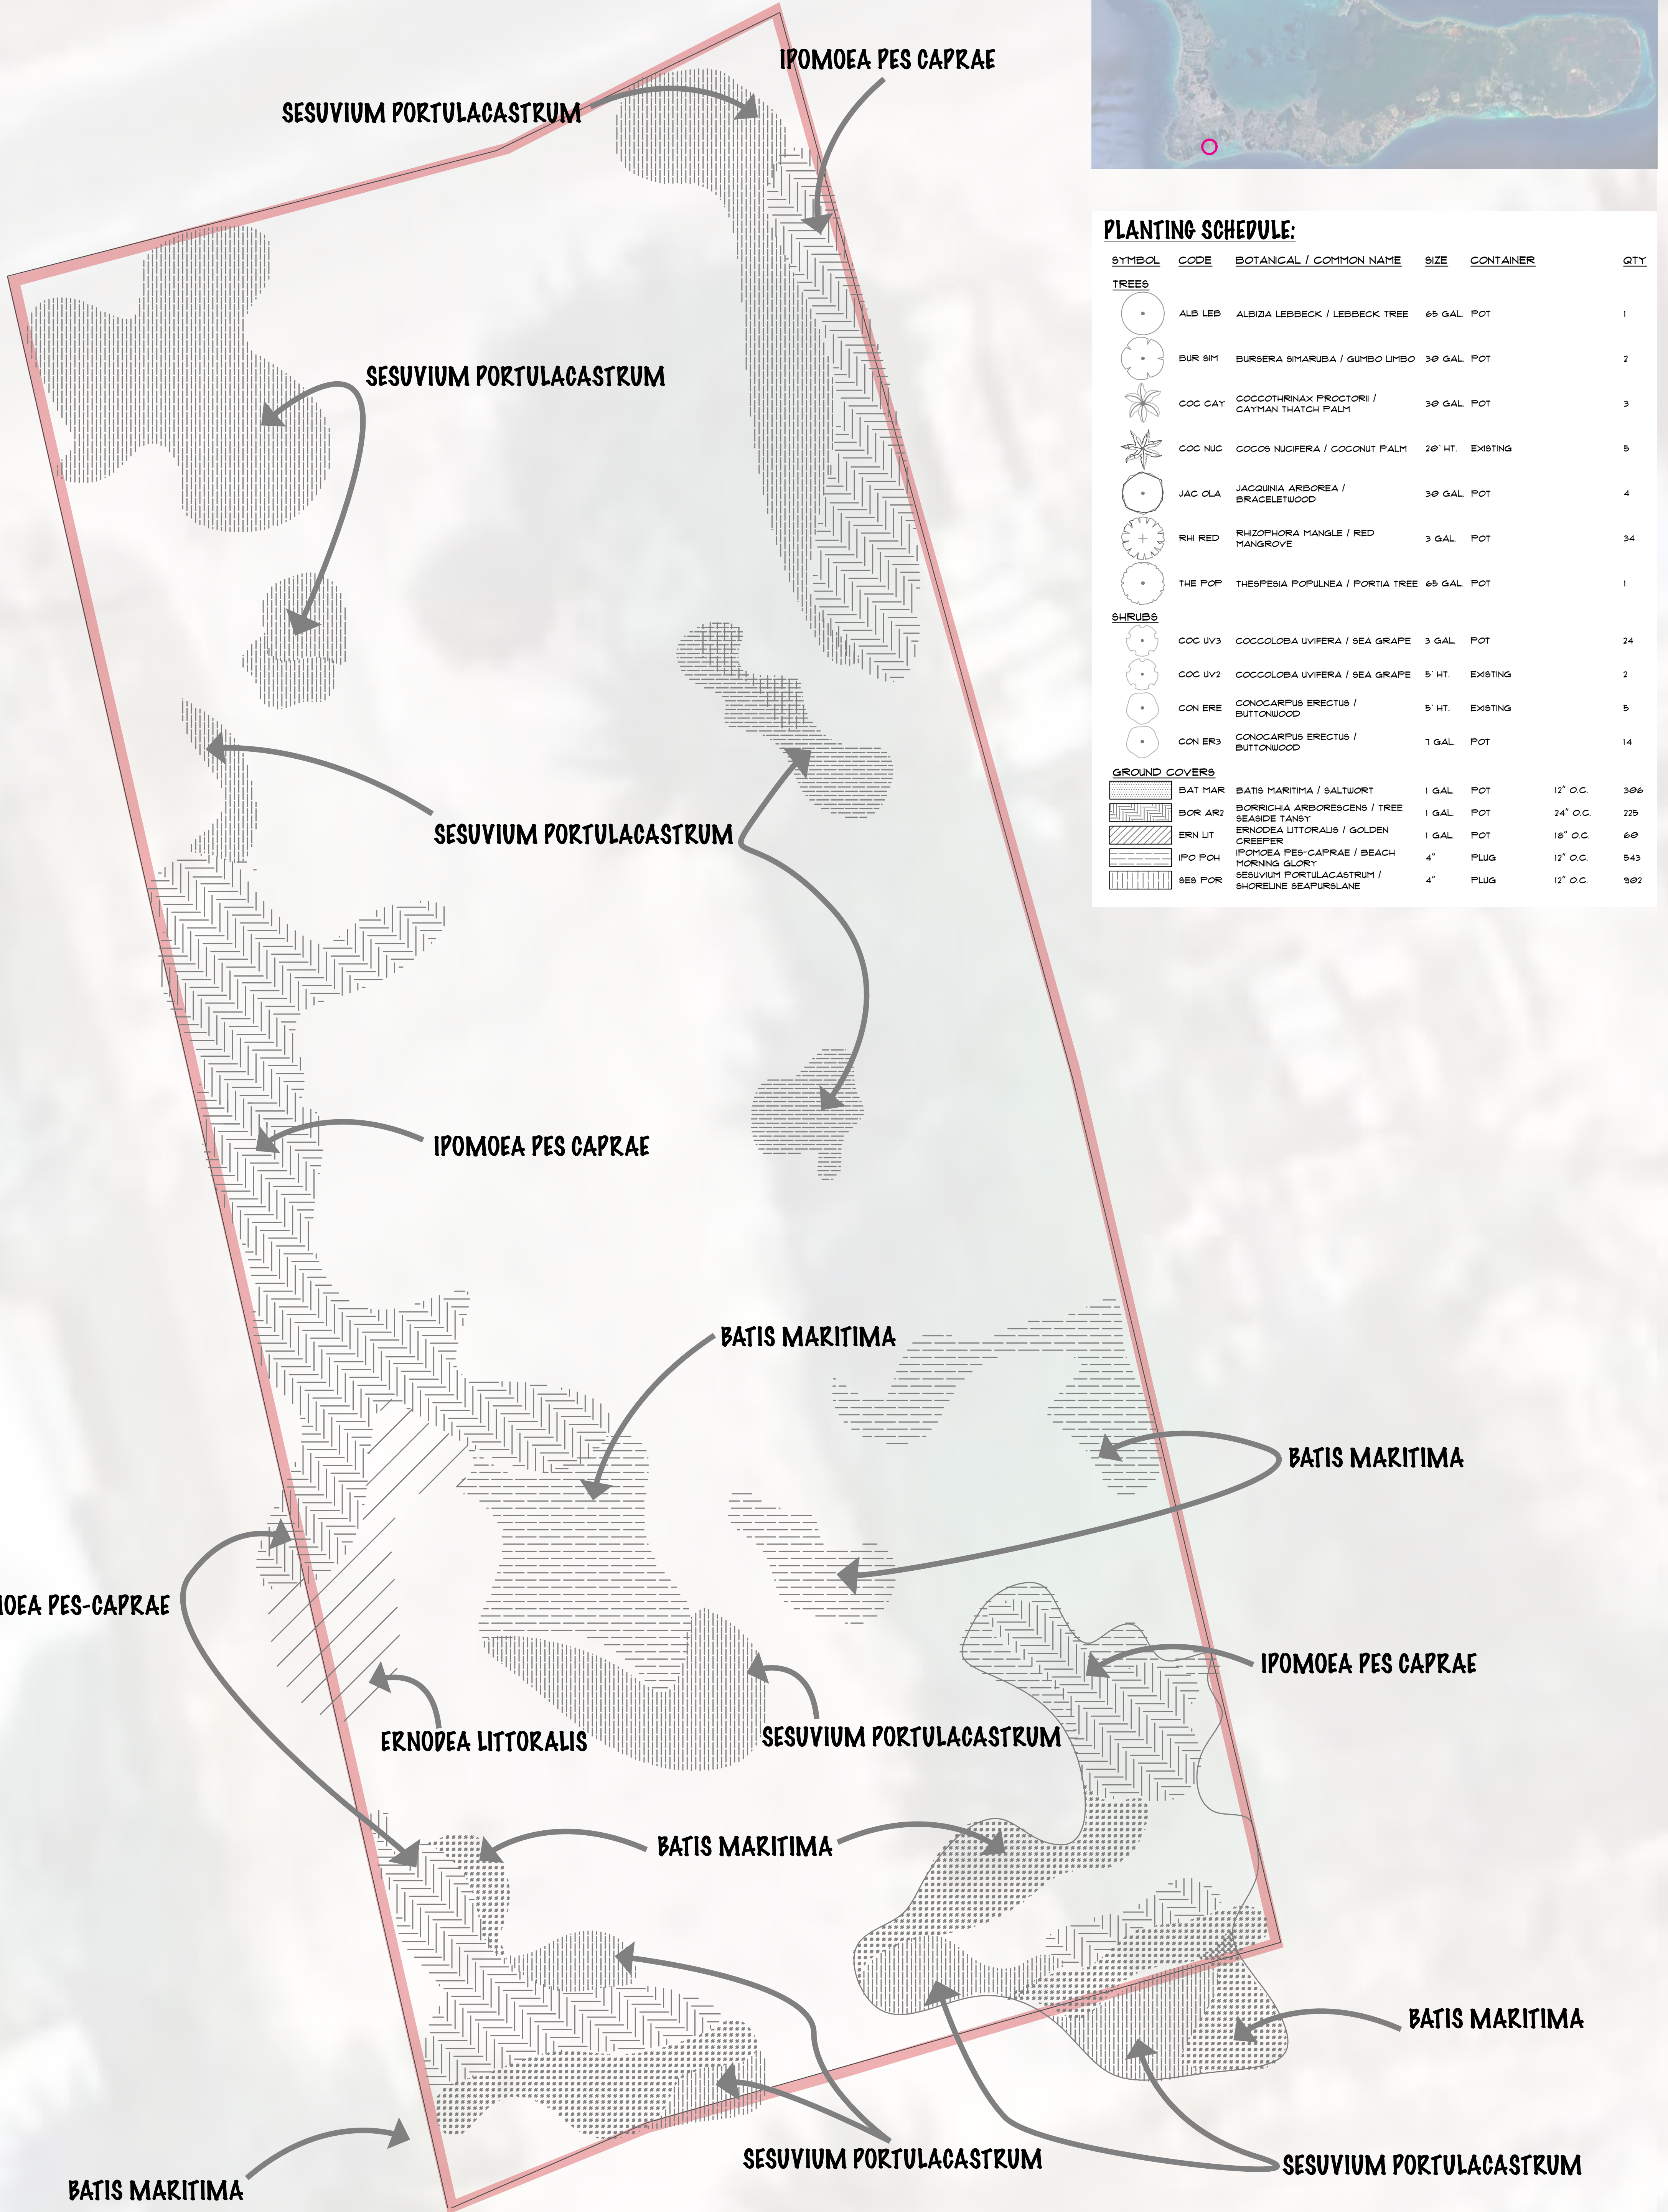 IPOMOEA PES CAPRAE
SESUVIUM PORTULACASTRUM
SESUVIUM PORTULACASTRUM
SESUVIUM PORTULACASTRUM
IPOMOEA PES CAPRAE
BATIS MARITIMA
BATIS MARITIMA
MOEA PES-CAPRAE
IPOMOEA PES CAPRAE
ERNODEA LITTORALIS
SESUVIUM PORTULACASTRUM
BATIS MARITIMA
BATIS MARITIMA
SESUVIUM PORTULACASTRUM
SESUVIUM PORTULACASTRUM
BATIS MARITIMA
PLANTING SCHEDULE:
SYMBOL CODE BOTANICAL / COMMON NAME SIZE CONTAINER QTY
TREES
ALB LEB ALBIZIA LEBBECK / LEBBECK TREE 65 GAL POT 1
BUR SIM BURSERA SIMARUBA / GUMBO LIMBO 30 GAL POT 2
COC CAY COCCOTHRINAX PROCTORII / CAYMAN THATCH PALM 30 GAL POT 3
COC NUC COCOS NUCIFERA / COCONUT PALM 20' HT. EXISTING 5
JAC OLA JACQUINIA ARBOREA / BRACELETWOOD 30 GAL POT 4
RHI RED RHIZOPHORA MANGLE / RED MANGROVE 3 GAL POT 34
THE POP THESPESIA POPULNEA / PORTIA TREE 65 GAL POT 1
SHRUBS
COC UV3 COCCOLOBA UVIFERA / SEA GRAPE 3 GAL POT 24
COC UV2 COCCOLOBA UVIFERA / SEA GRAPE 5' HT. EXISTING 2
CON ERE CONOCARPUS ERECTUS / BUTTONWOOD 5' HT. EXISTING 5
CON ER3 CONOCARPUS ERECTUS / BUTTONWOOD 7 GAL POT 14
GROUND COVERS
BAT MAR BATIS MARITIMA / SALTWORT 1 GAL POT 12" O.C. 306
BOR AR2 BORRICHIA ARBORESCENS / TREE SEASIDE TANSY 1 GAL POT 24" O.C. 225
ERN LIT ERNODEA LITTORALIS / GOLDEN CREEPER 1 GAL POT 18" O.C. 60
IPO POH IPOMOEA PES-CAPRAE / BEACH MORNING GLORY 4" PLUG 12" O.C. 543
SES POR SESUVIUM PORTULACASTRUM / SHORELINE SEAPURSLANE 4" PLUG 12" O.C. 902